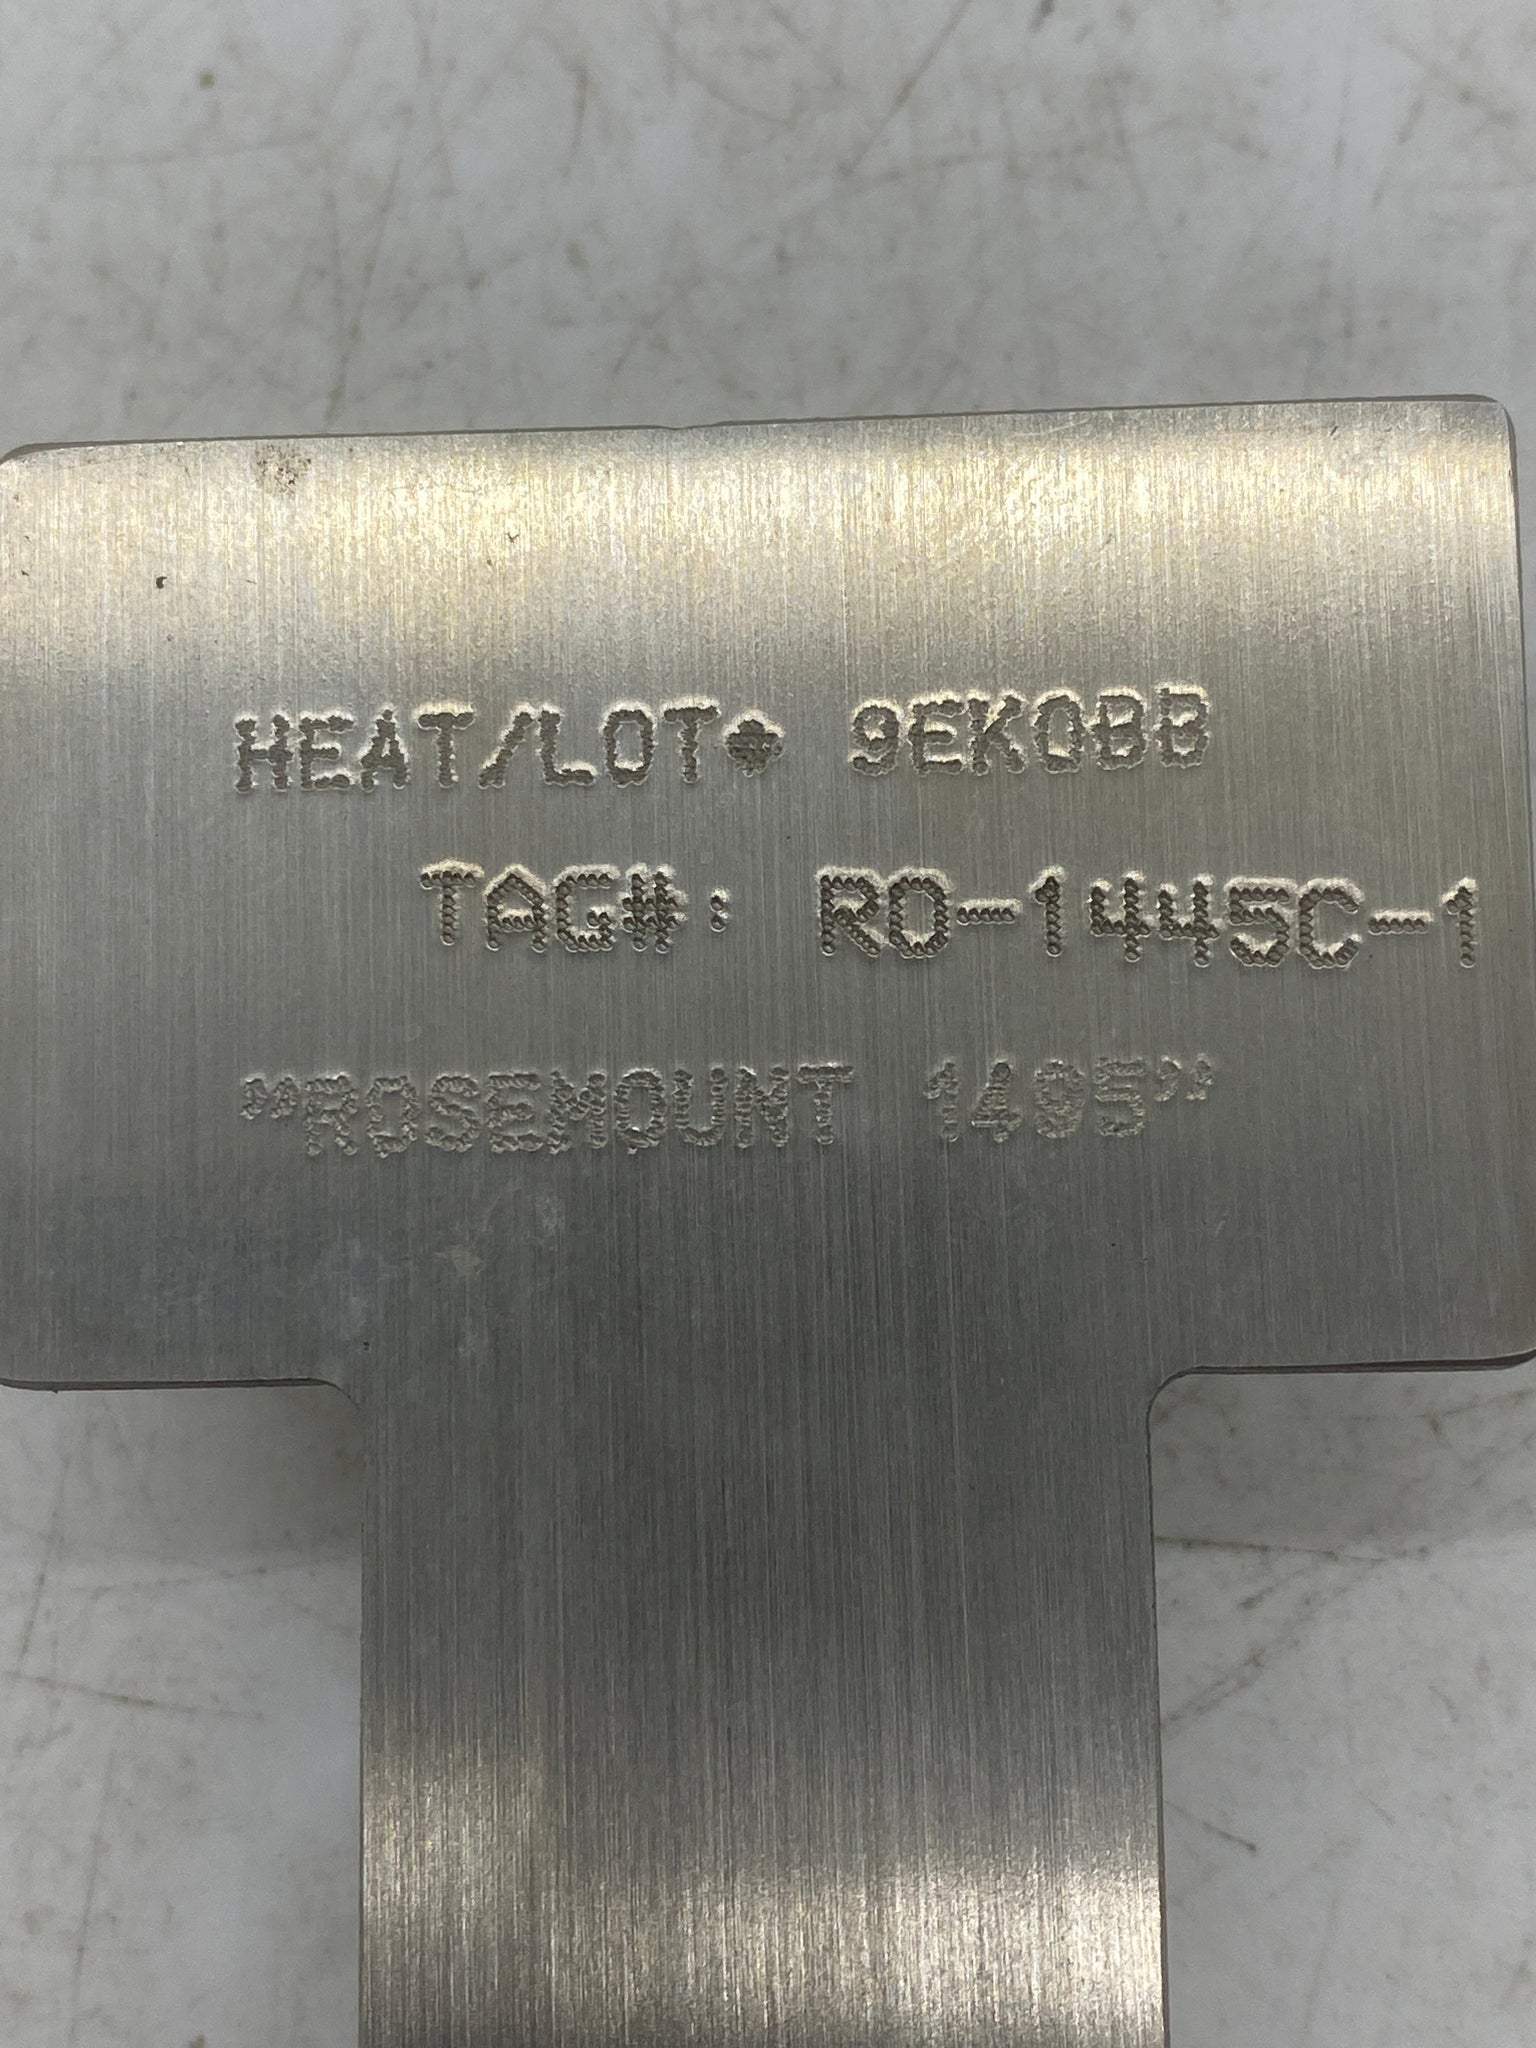 HEAT/LOT# 9EK0BB
TAG#: RO-1445C-1
"ROSEMOUNT 1495"